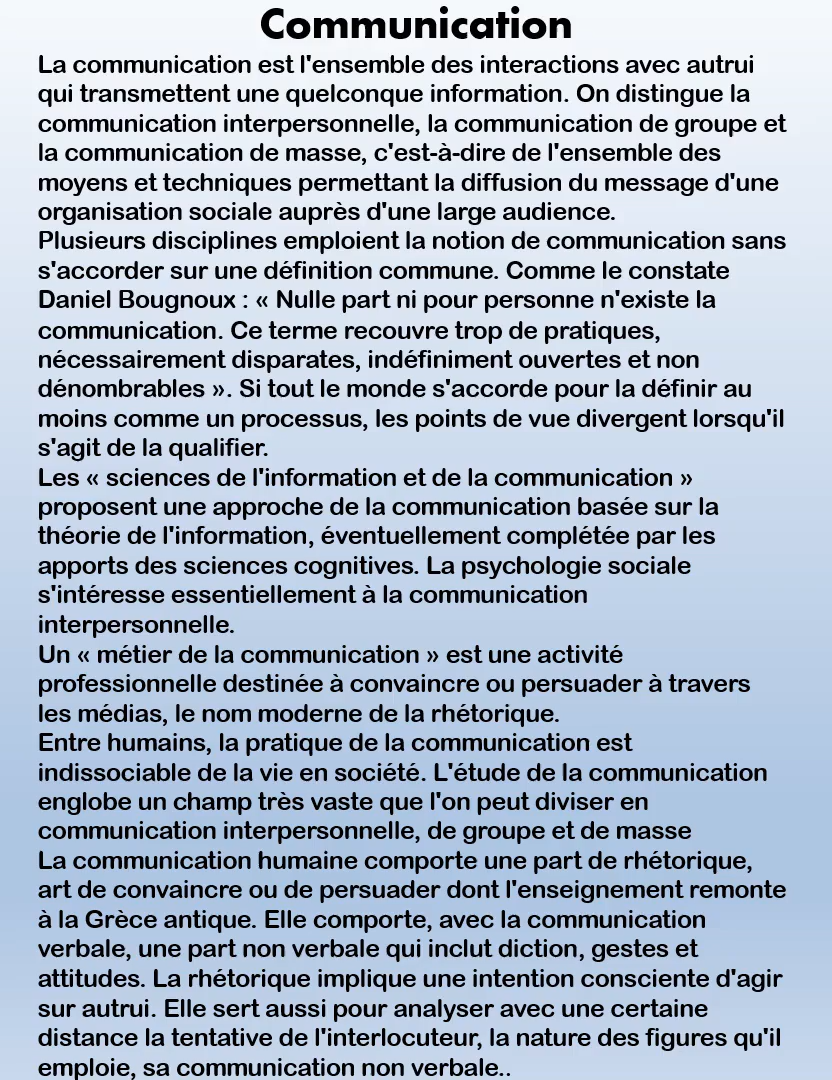 Communication
La communication est l'ensemble des interactions avec autrui
qui transmettent une quelconque information. On distingue la
communication interpersonnelle, la communication de groupe et
la communication de masse, c'est-à-dire de l'ensemble des
moyens et techniques permettant la diffusion du message d'une
organisation sociale auprès d'une large audience.
Plusieurs disciplines emploient la notion de communication sans
s'accorder sur une définition commune. Comme le constate
Daniel Bougnoux : « Nulle part ni pour personne n'existe la
communication. Ce terme recouvre trop de pratiques,
nécessairement disparates, indéfiniment ouvertes et non
dénombrables ». Si tout le monde s'accorde pour la définir au
moins comme un processus, les points de vue divergent lorsqu'il
s'agit de la qualifier.
Les « sciences de l'information et de la communication »
proposent une approche de la communication basée sur la
théorie de l'information, éventuellement complétée par les
apports des sciences cognitives. La psychologie sociale
s'intéresse essentiellement à la communication
interpersonnelle.
Un « métier de la communication » est une activité
professionnelle destinée à convaincre ou persuader à travers
les médias, le nom moderne de la rhétorique.
Entre humains, la pratique de la communication est
indissociable de la vie en société. L'étude de la communication
englobe un champ très vaste que l'on peut diviser en
communication interpersonnelle, de groupe et de masse
La communication humaine comporte une part de rhétorique,
art de convaincre ou de persuader dont l'enseignement remonte
à la Grèce antique. Elle comporte, avec la communication
verbale, une part non verbale qui inclut diction, gestes et
attitudes. La rhétorique implique une intention consciente d'agir
sur autrui. Elle sert aussi pour analyser avec une certaine
distance la tentative de l'interlocuteur, la nature des figures qu'il
emploie, sa communication non verbale..